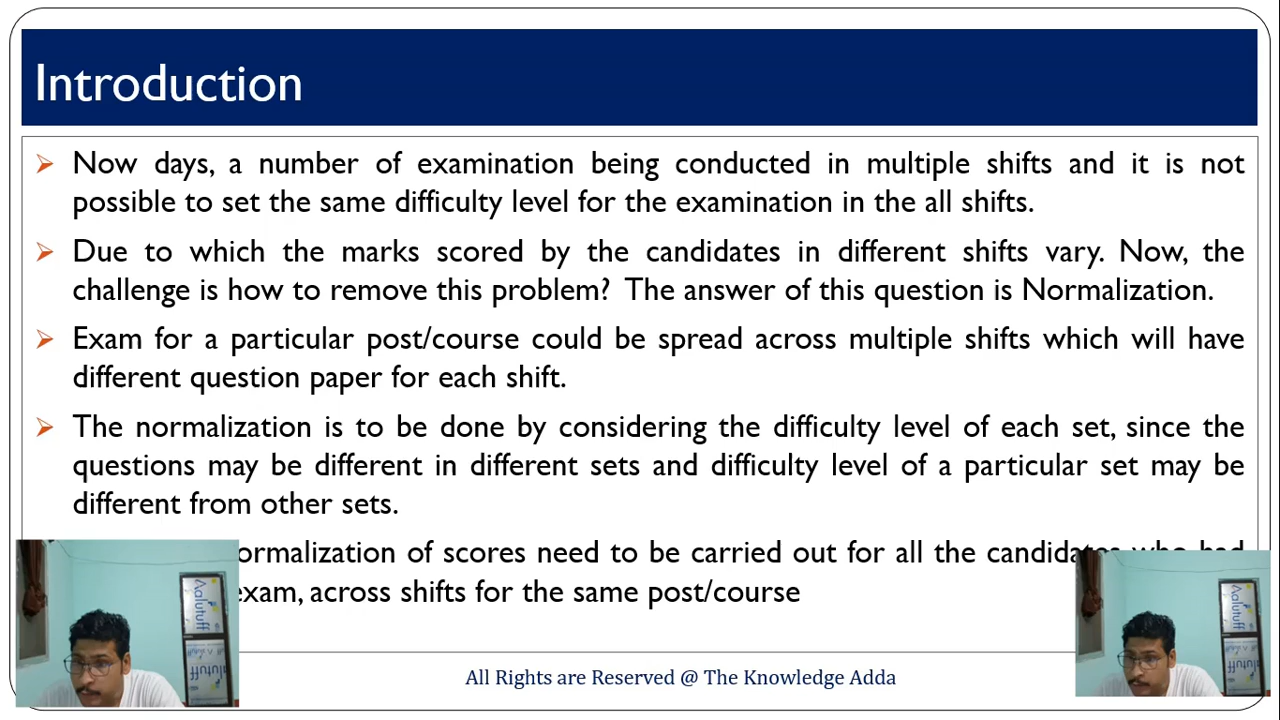 Introduction
Now days, a number of examination being conducted in multiple shifts and it is not
possible to set the same difficulty level for the examination in the all shifts.
Due to which the marks scored by the candidates in different shifts vary. Now, the
challenge is how to remove this problem? The answer of this question is Normalization.
Exam for a particular post/course could be spread across multiple shifts which will have
different question paper for each shift.
The normalization is to be done by considering the difficulty level of each set, since the
questions may be different in different sets and difficulty level of a particular set may be
different from other sets.
ormalization of scores need to be carried out for all the candidates who had
exam, across shifts for the same post/course
All Rights are Reserved @ The Knowledge Adda